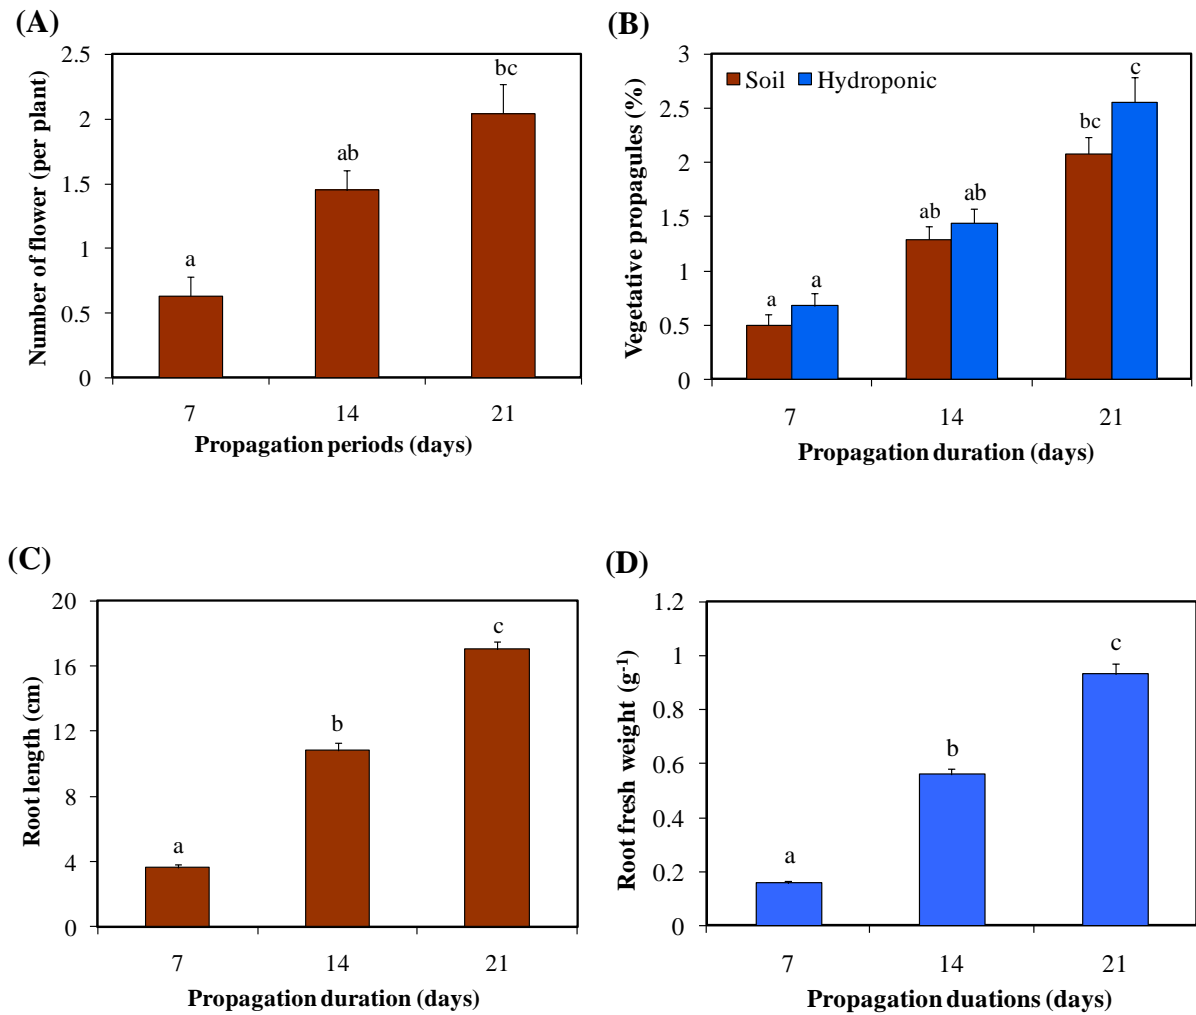 (A)
Number of flower (per plant)
2.5
2
1.5
1
0.5
0
a
ab
bc
7 14 21
Propagation periods (days)
(B)
Vegetative propagules (%)
3
2.5
2
1.5
1
0.5
0
Soil Hydroponic
a a
ab ab
bc c
7 14 21
Propagation duration (days)
(C)
Root length (cm)
20
16
12
8
4
0
a
b
c
7 14 21
Propagation duration (days)
(D)
Root fresh weight (g⁻¹)
1.2
1
0.8
0.6
0.4
0.2
0
a
b
c
7 14 21
Propagation duations (days)